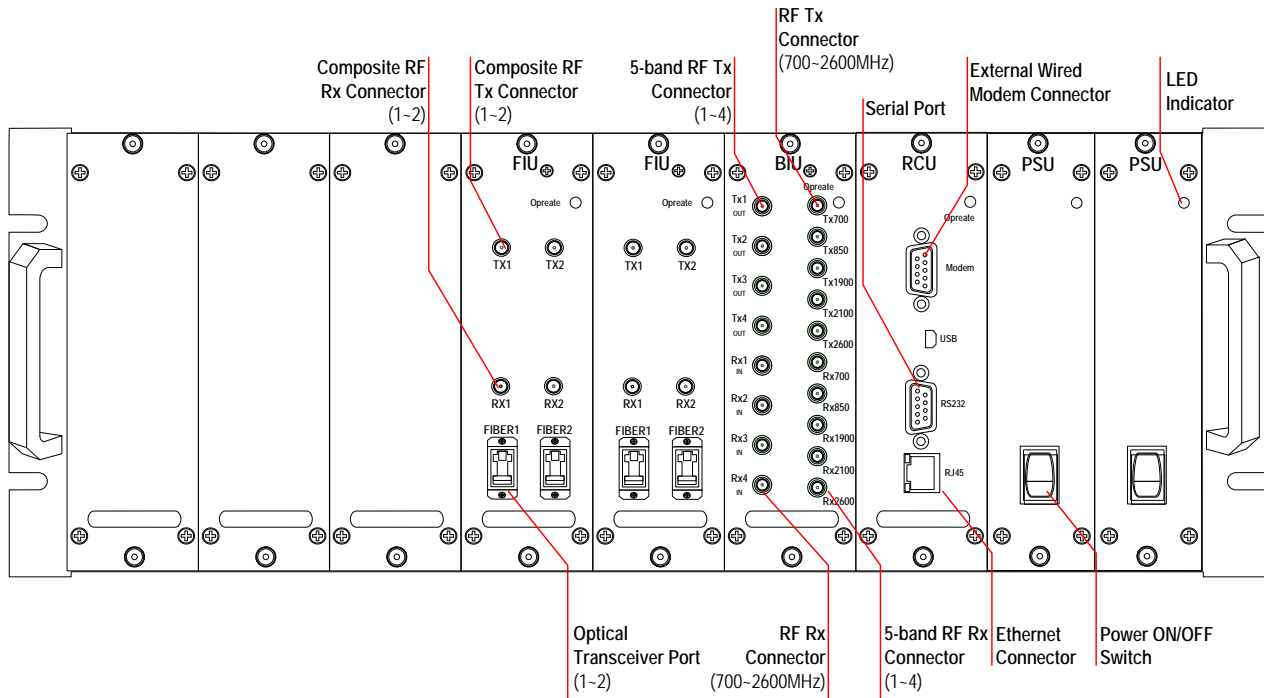 RF Tx
Connector
(700~2600MHz)
Composite RF
Rx Connector
(1~2)
Composite RF
Tx Connector
(1~2)
5-band RF Tx
Connector
(1~4)
Serial Port
External Wired
Modem Connector
LED
Indicator
FIU
FIU
BIU
RCU
PSU
PSU
Opreate
Opreate
Opreate
Opreate
TX1
TX2
TX1
TX2
RX1
RX2
RX1
RX2
FIBER1
FIBER2
FIBER1
FIBER2
Tx1
OUT
Tx2
OUT
Tx3
OUT
Tx4
OUT
Rx1
IN
Rx2
IN
Rx3
IN
Rx4
IN
Tx700
Tx850
Tx1900
Tx2100
Tx2600
Rx700
Rx850
Rx1900
Rx2100
Rx2600
Modem
USB
RS232
RJ45
Optical
Transceiver Port
(1~2)
RF Rx
Connector
(700~2600MHz)
5-band RF Rx
Connector
(1~4)
Ethernet
Connector
Power ON/OFF
Switch